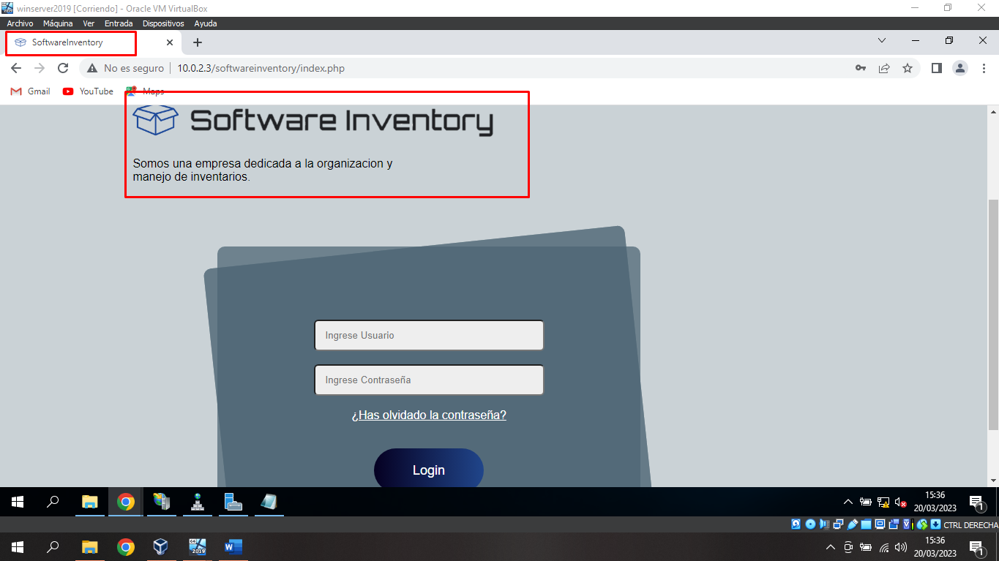 winserver2019 [Corriendo] - Oracle VM VirtualBox
Archivo Máquina Ver Entrada Dispositivos Ayuda
SoftwareInventory
No es seguro 10.0.2.3/softwareinventory/index.php
Gmail YouTube Maps
Software Inventory
Somos una empresa dedicada a la organizacion y
manejo de inventarios.
Ingrese Usuario
Ingrese Contraseña
¿Has olvidado la contraseña?
Login
15:36
20/03/2023
1
CTRL DERECHA
2019
15:36
20/03/2023
1